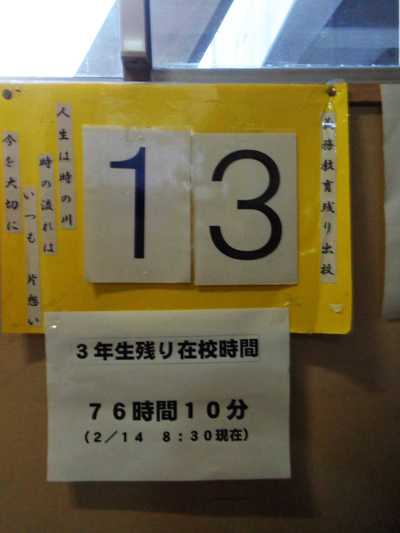 義務教育残り出校
13
人生は時の川
時の流れは
いつも 片想い
今を大切に
3年生残り在校時間
76時間10分
(2/14 8:30現在)